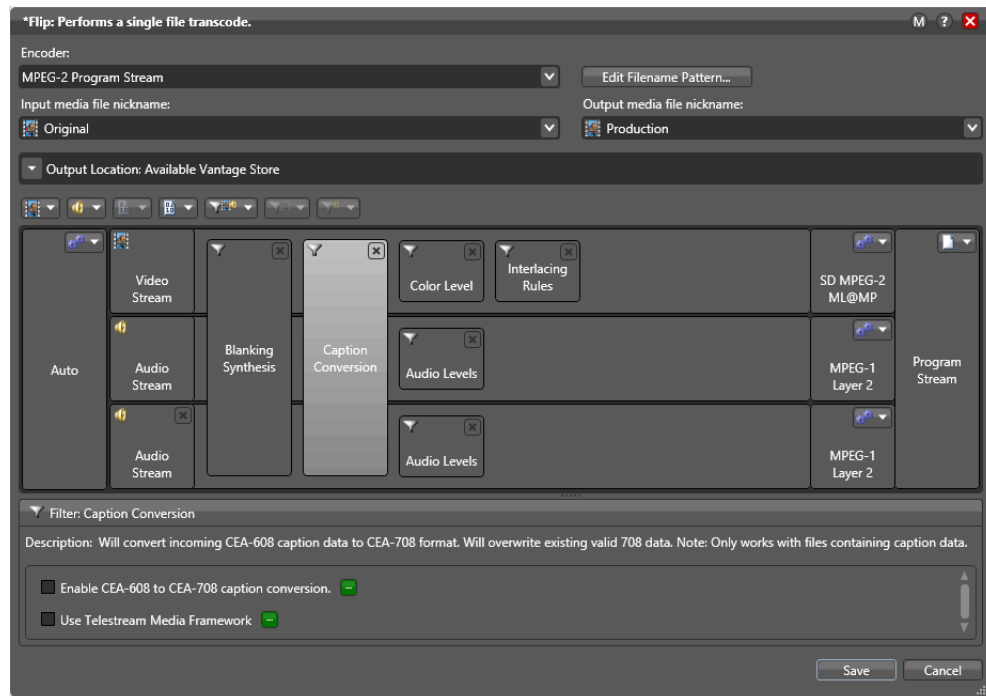 *Flip: Performs a single file transcode.
M ?
Encoder:
MPEG-2 Program Stream
Edit Filename Pattern...
Input media file nickname:
Output media file nickname:
Original
Production
Output Location: Available Vantage Store
Auto
Video
Stream
Blanking
Synthesis
Caption
Conversion
Color Level
Interlacing
Rules
SD MPEG-2
ML@MP
Program
Stream
Audio
Stream
Audio Levels
MPEG-1
Layer 2
Audio
Stream
Audio Levels
MPEG-1
Layer 2
Filter: Caption Conversion
Description: Will convert incoming CEA-608 caption data to CEA-708 format. Will overwrite existing valid 708 data. Note: Only works with files containing caption data.
Enable CEA-608 to CEA-708 caption conversion.
Use Telestream Media Framework
Save
Cancel